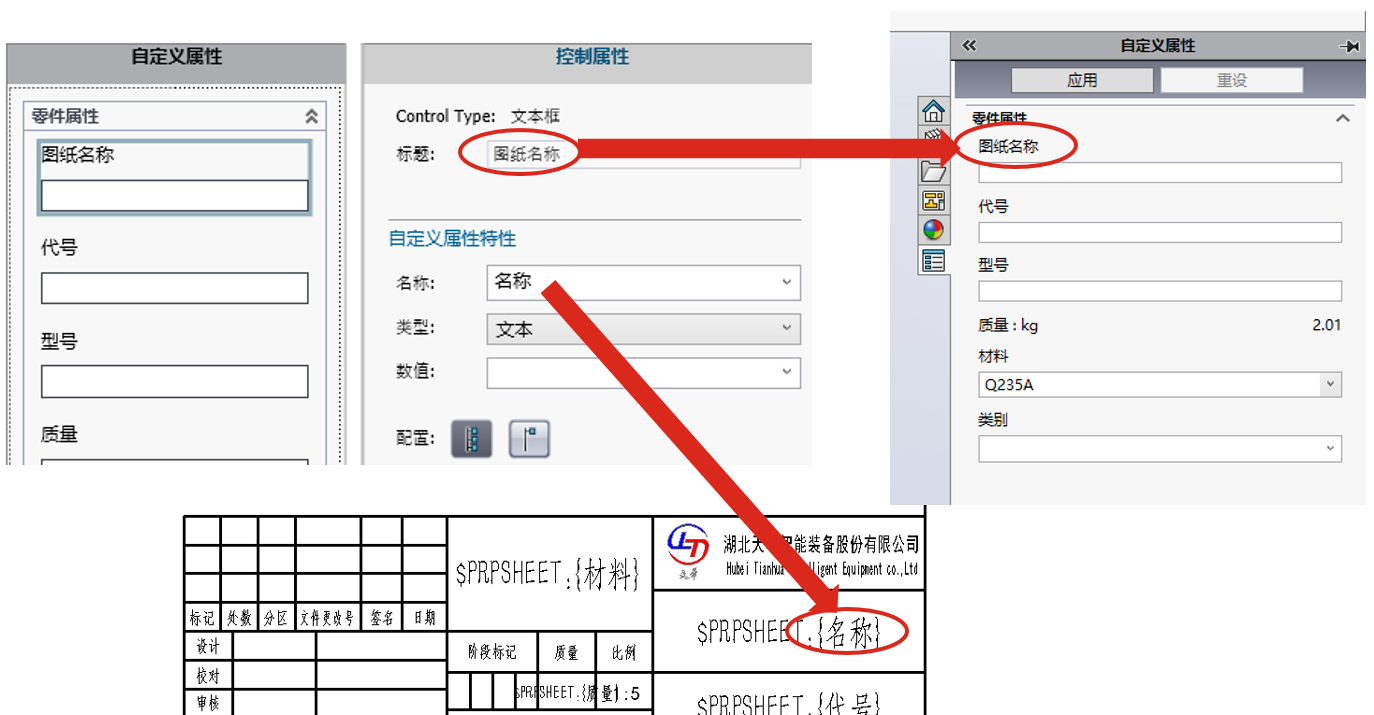 自定义属性
零件属性
图纸名称
代号
型号
质量
控制属性
Control Type: 文本框
标题: 图纸名称
自定义属性特性
名称: 名称
类型: 文本
数值:
配置:
自定义属性
应用 重设
零件属性
图纸名称
代号
型号
质量 : kg 2.01
材料
Q235A
类别
标记 处数 分区 文件更改号 签名 日期
设计
校对
审核
$PRPSHEET:{材料}
阶段标记 质量 比例
$PRPSHEET:{质量} 1:5
湖北天 智能装备股份有限公司
Hubei Tianhua lligent Equipment co.,Ltd
$PRPSHEET:{名称}
$PRPSHEET:{代号}